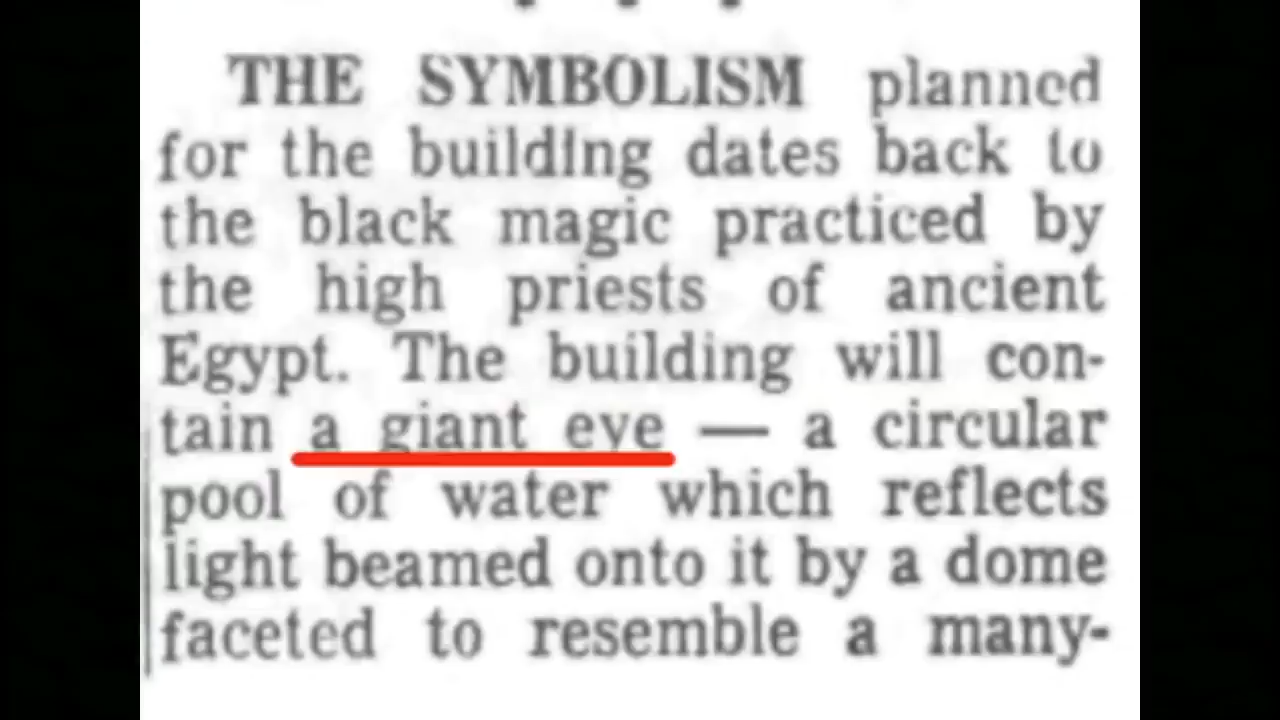 THE SYMBOLISM planned
for the building dates back to
the black magic practiced by
the high priests of ancient
Egypt. The building will con-
tain a giant eye — a circular
pool of water which reflects
light beamed onto it by a dome
faceted to resemble a many-